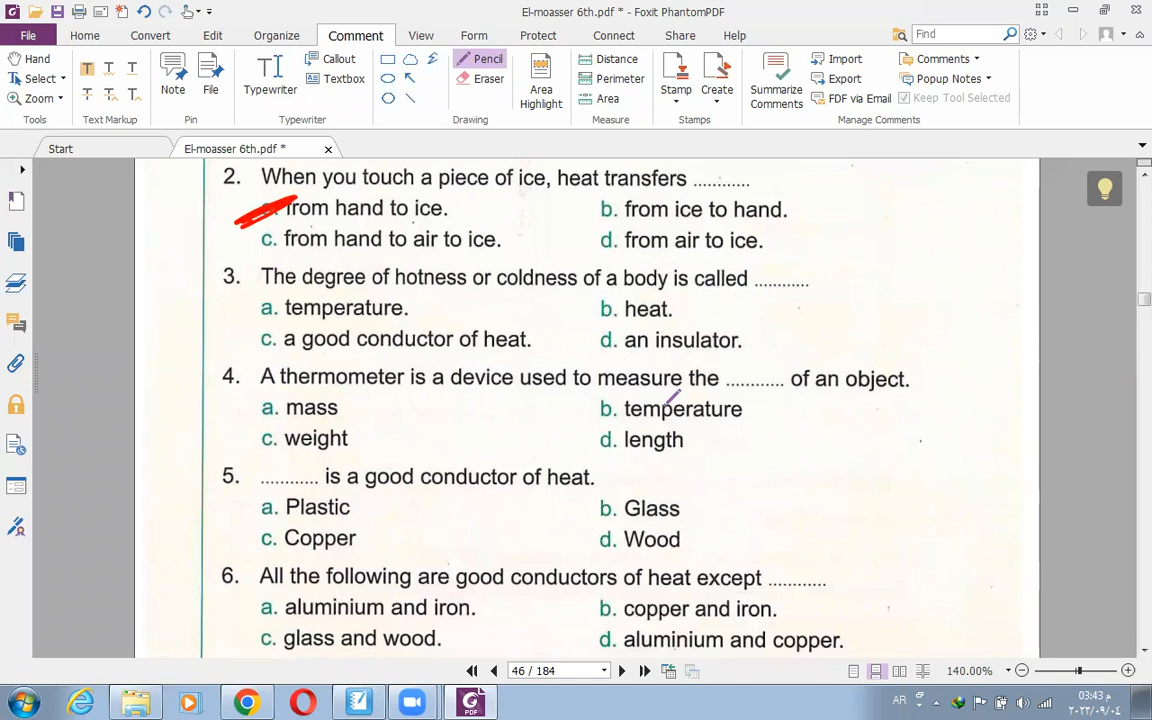 El-moasser 6th.pdf * - Foxit PhantomPDF
File Home Convert Edit Organize Comment View Form Protect Connect Share Help Find
Hand Select Zoom Tools
T T T T T T Text Markup
Note File Pin
Typewriter Callout Textbox Typewriter
Pencil Eraser Drawing
Area Highlight Distance Perimeter Area Measure
Stamp Create Stamps
Summarize Comments Import Export FDF via Email Comments Popup Notes Keep Tool Selected Manage Comments
Start El-moasser 6th.pdf *
2. When you touch a piece of ice, heat transfers ............
from hand to ice. b. from ice to hand.
c. from hand to air to ice. d. from air to ice.
3. The degree of hotness or coldness of a body is called ............
a. temperature. b. heat.
c. a good conductor of heat. d. an insulator.
4. A thermometer is a device used to measure the ............ of an object.
a. mass b. temperature
c. weight d. length
5. ............ is a good conductor of heat.
a. Plastic b. Glass
c. Copper d. Wood
6. All the following are good conductors of heat except ............
a. aluminium and iron. b. copper and iron.
c. glass and wood. d. aluminium and copper.
46 / 184 140.00%
PDF AR 03:43 م
٢٠٢٢/٠٩/٠٤